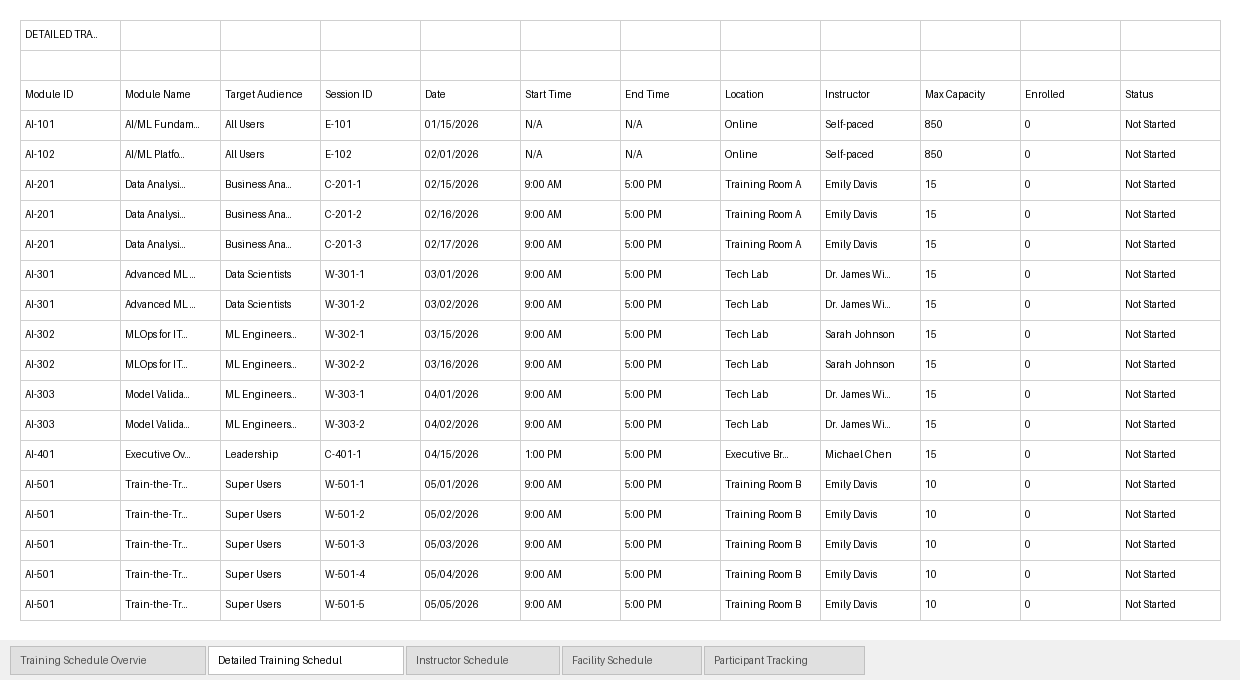 DETAILED TRA...
Module ID Module Name Target Audience Session ID Date Start Time End Time Location Instructor Max Capacity Enrolled Status
AI-101 AI/ML Fundam... All Users E-101 01/15/2026 N/A N/A Online Self-paced 850 0 Not Started
AI-102 AI/ML Platfo... All Users E-102 02/01/2026 N/A N/A Online Self-paced 850 0 Not Started
AI-201 Data Analysi... Business Ana... C-201-1 02/15/2026 9:00 AM 5:00 PM Training Room A Emily Davis 15 0 Not Started
AI-201 Data Analysi... Business Ana... C-201-2 02/16/2026 9:00 AM 5:00 PM Training Room A Emily Davis 15 0 Not Started
AI-201 Data Analysi... Business Ana... C-201-3 02/17/2026 9:00 AM 5:00 PM Training Room A Emily Davis 15 0 Not Started
AI-301 Advanced ML ... Data Scientists W-301-1 03/01/2026 9:00 AM 5:00 PM Tech Lab Dr. James Wi... 15 0 Not Started
AI-301 Advanced ML ... Data Scientists W-301-2 03/02/2026 9:00 AM 5:00 PM Tech Lab Dr. James Wi... 15 0 Not Started
AI-302 MLOps for IT... ML Engineers... W-302-1 03/15/2026 9:00 AM 5:00 PM Tech Lab Sarah Johnson 15 0 Not Started
AI-302 MLOps for IT... ML Engineers... W-302-2 03/16/2026 9:00 AM 5:00 PM Tech Lab Sarah Johnson 15 0 Not Started
AI-303 Model Valida... ML Engineers... W-303-1 04/01/2026 9:00 AM 5:00 PM Tech Lab Dr. James Wi... 15 0 Not Started
AI-303 Model Valida... ML Engineers... W-303-2 04/02/2026 9:00 AM 5:00 PM Tech Lab Dr. James Wi... 15 0 Not Started
AI-401 Executive Ov... Leadership C-401-1 04/15/2026 1:00 PM 5:00 PM Executive Br... Michael Chen 15 0 Not Started
AI-501 Train-the-Tr... Super Users W-501-1 05/01/2026 9:00 AM 5:00 PM Training Room B Emily Davis 10 0 Not Started
AI-501 Train-the-Tr... Super Users W-501-2 05/02/2026 9:00 AM 5:00 PM Training Room B Emily Davis 10 0 Not Started
AI-501 Train-the-Tr... Super Users W-501-3 05/03/2026 9:00 AM 5:00 PM Training Room B Emily Davis 10 0 Not Started
AI-501 Train-the-Tr... Super Users W-501-4 05/04/2026 9:00 AM 5:00 PM Training Room B Emily Davis 10 0 Not Started
AI-501 Train-the-Tr... Super Users W-501-5 05/05/2026 9:00 AM 5:00 PM Training Room B Emily Davis 10 0 Not Started
Training Schedule Overvie Detailed Training Schedul Instructor Schedule Facility Schedule Participant Tracking